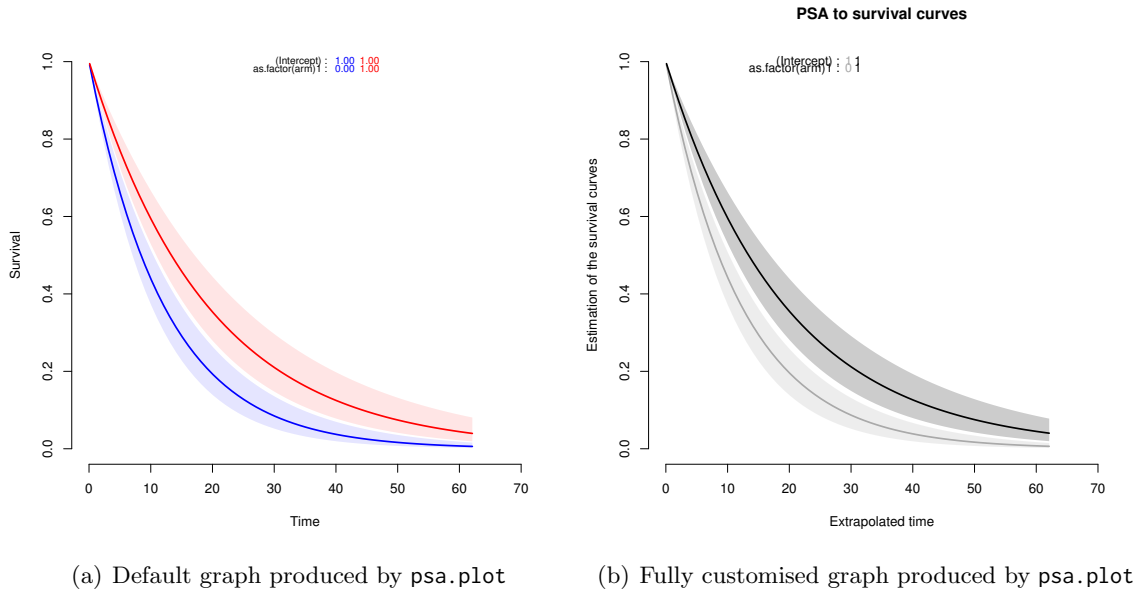 PSA to survival curves
(Intercept) : 1.00 1.00
as.factor(arm)1 : 0.00 1.00
Survival
0.0 0.2 0.4 0.6 0.8 1.0
0 10 20 30 40 50 60 70
Time
(Intercept) : 1 1
as.factor(arm)1 : 0 1
Estimation of the survival curves
0.0 0.2 0.4 0.6 0.8 1.0
0 10 20 30 40 50 60 70
Extrapolated time
(a) Default graph produced by psa.plot
(b) Fully customised graph produced by psa.plot